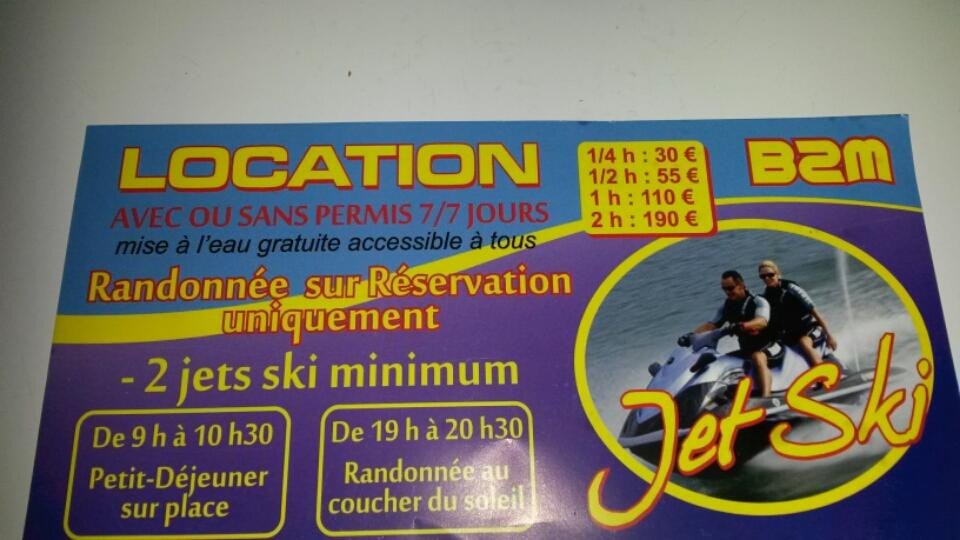 LOCATION
AVEC OU SANS PERMIS 7/7 JOURS
mise à l'eau gratuite accessible à tous
1/4 h : 30 €
1/2 h : 55 €
1 h : 110 €
2 h : 190 €
B2M
Randonnée sur Réservation
uniquement
- 2 jets ski minimum
De 9 h à 10 h30
Petit-Déjeuner
sur place
De 19 h à 20 h30
Randonnée au
coucher du soleil
Jet Ski